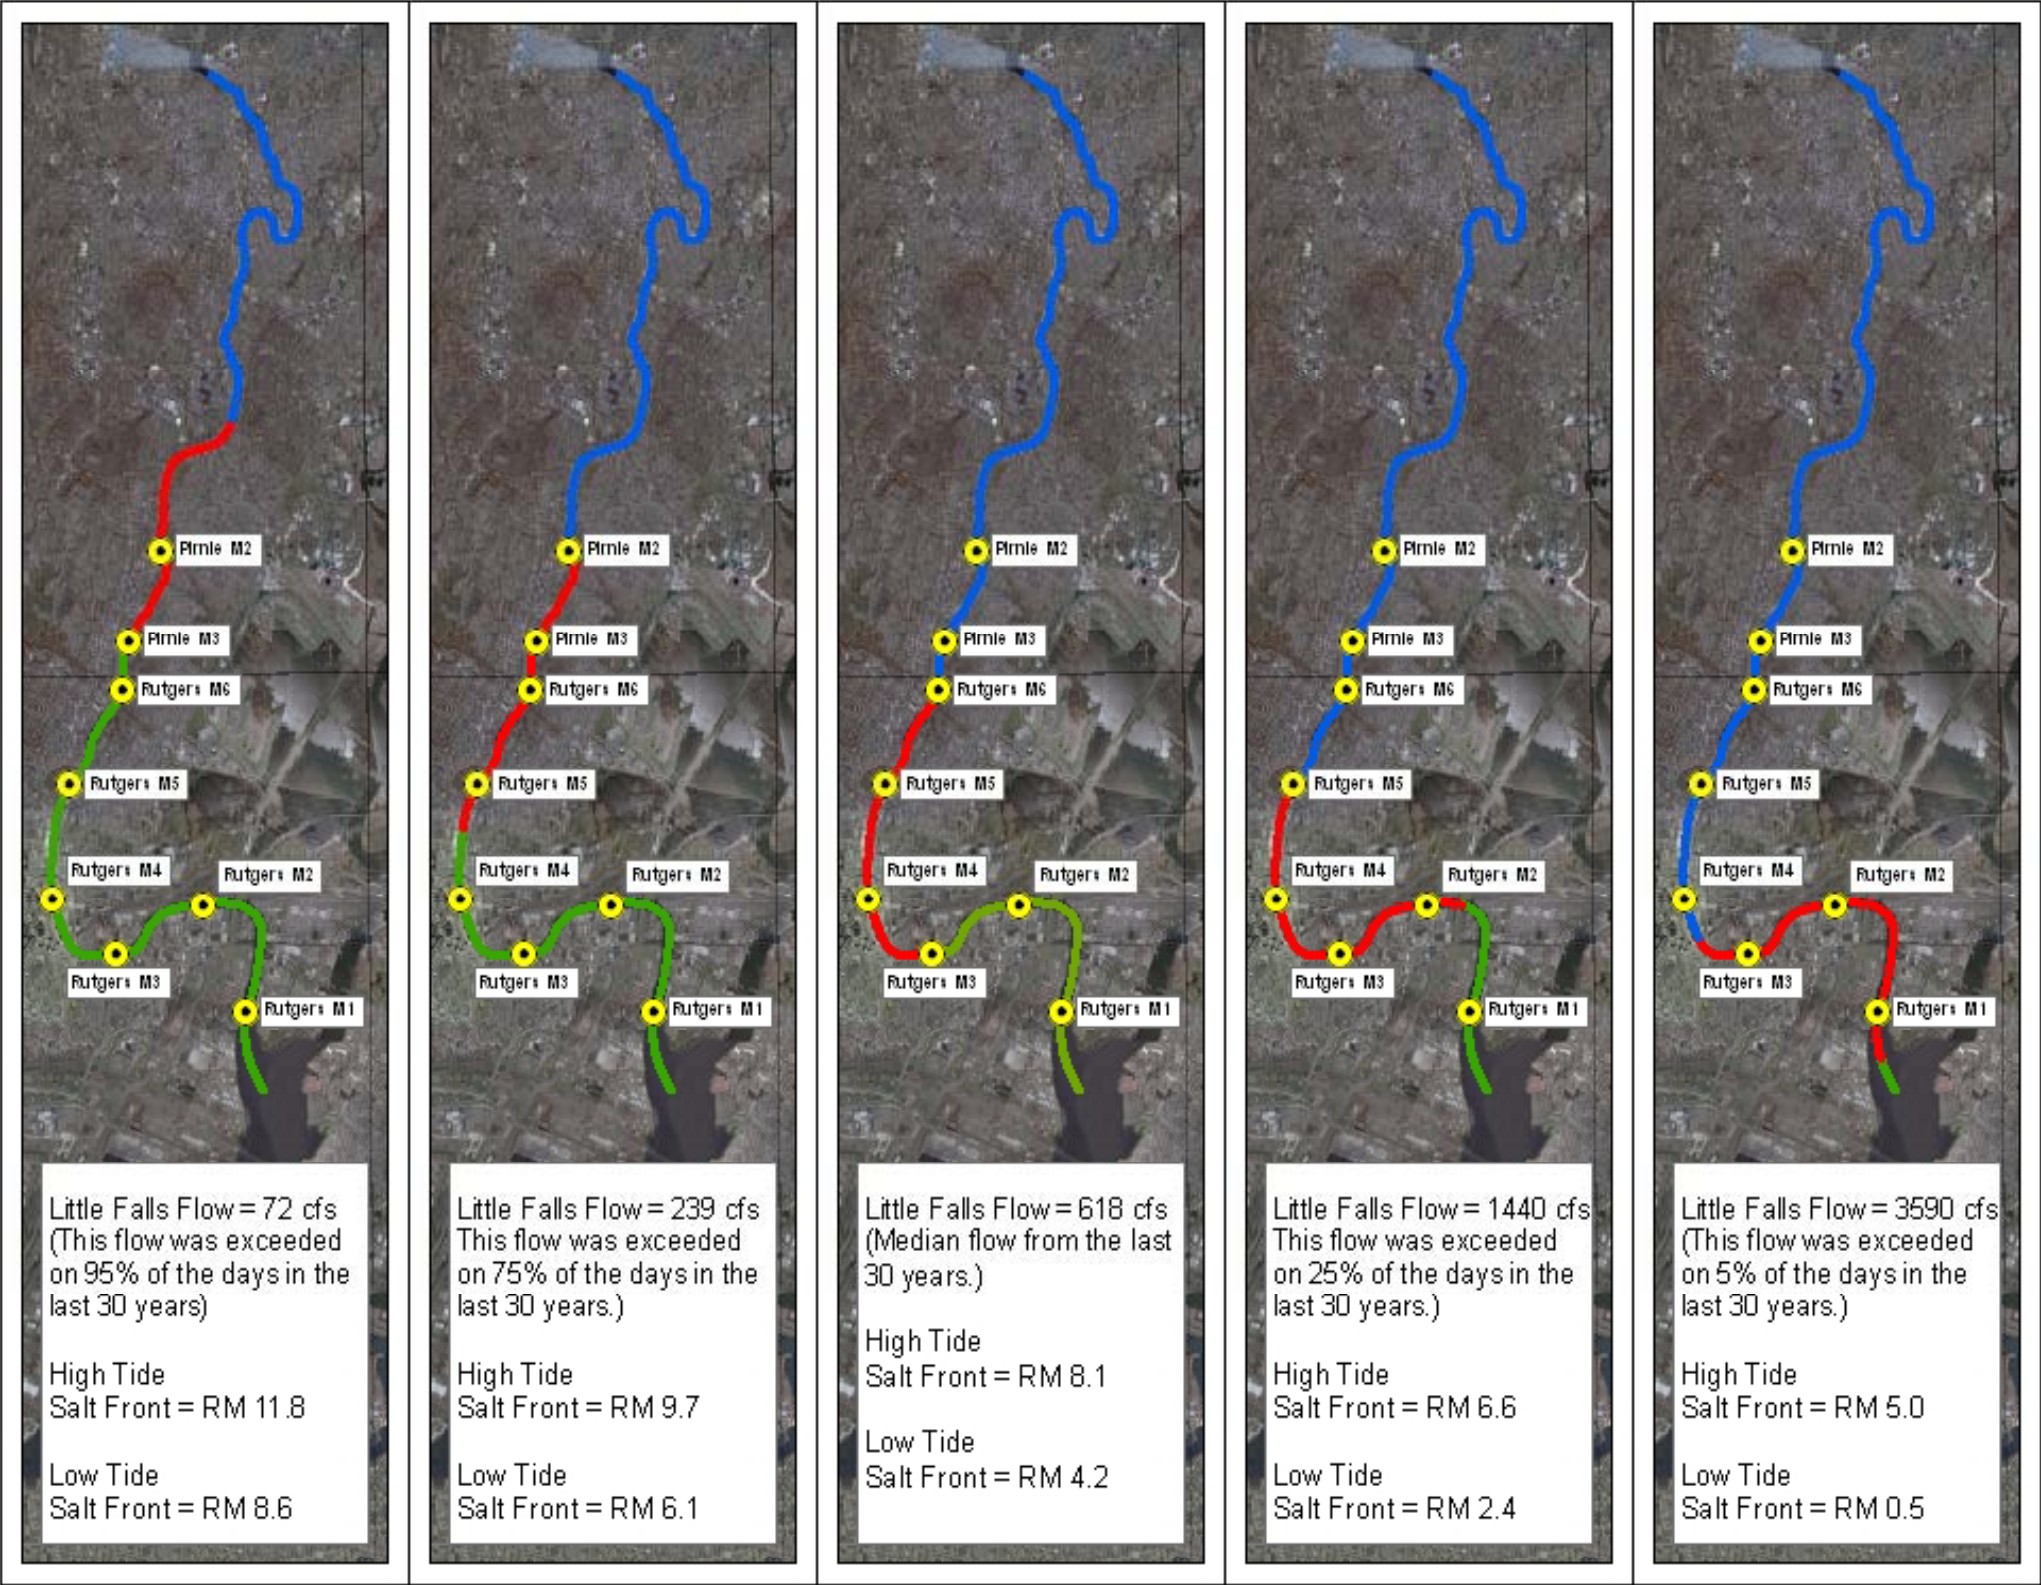 Pirnie M2
Pirnie M3
Rutgers M6
Rutgers M5
Rutgers M4
Rutgers M2
Rutgers M3
Rutgers M1
Little Falls Flow = 72 cfs
(This flow was exceeded
on 95% of the days in the
last 30 years)
High Tide
Salt Front = RM 11.8
Low Tide
Salt Front = RM 8.6
Pirnie M2
Pirnie M3
Rutgers M6
Rutgers M5
Rutgers M4
Rutgers M2
Rutgers M3
Rutgers M1
Little Falls Flow = 239 cfs
This flow was exceeded
on 75% of the days in the
last 30 years.)
High Tide
Salt Front = RM 9.7
Low Tide
Salt Front = RM 6.1
Pirnie M2
Pirnie M3
Rutgers M6
Rutgers M5
Rutgers M4
Rutgers M2
Rutgers M3
Rutgers M1
Little Falls Flow = 618 cfs
(Median flow from the last
30 years.)
High Tide
Salt Front = RM 8.1
Low Tide
Salt Front = RM 4.2
Pirnie M2
Pirnie M3
Rutgers M6
Rutgers M5
Rutgers M4
Rutgers M2
Rutgers M3
Rutgers M1
Little Falls Flow = 1440 cfs
This flow was exceeded
on 25% of the days in the
last 30 years.)
High Tide
Salt Front = RM 6.6
Low Tide
Salt Front = RM 2.4
Pirnie M2
Pirnie M3
Rutgers M6
Rutgers M5
Rutgers M4
Rutgers M2
Rutgers M3
Rutgers M1
Little Falls Flow = 3590 cfs
(This flow was exceeded
on 5% of the days in the
last 30 years.)
High Tide
Salt Front = RM 5.0
Low Tide
Salt Front = RM 0.5